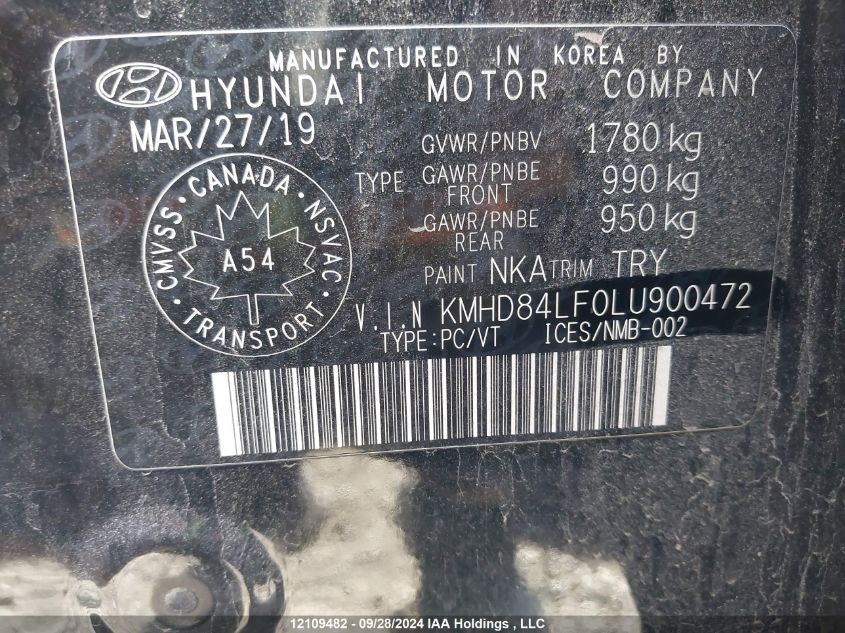 MANUFACTURED IN KOREA BY
HYUNDAI MOTOR COMPANY
MAR/27/19
GVWR/PNBV 1780 kg
TYPE GAWR/PNBE FRONT 990 kg
GAWR/PNBE REAR 950 kg
PAINT NKA TRIM TRY
CMVSS · CANADA · NSVAC · TRANSPORT ·
A54
V.I.N KMHD84LF0LU900472
TYPE:PC/VT ICES/NMB-002
12109482 - 09/28/2024 IAA Holdings , LLC